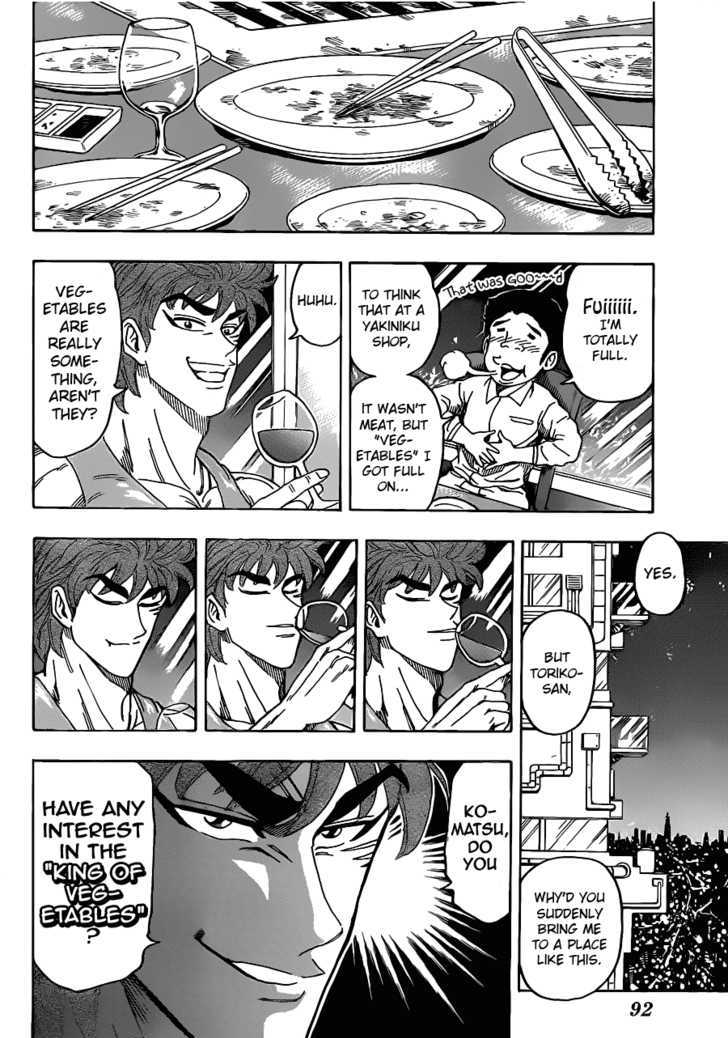 FUiiiiii.
I'M
TOTALLY
FULL.
That was GOO~~~d
TO THINK
THAT AT A
YAKINIKU
SHOP,
IT WASN'T
MEAT, BUT
"VEG-
ETABLES" I
GOT FULL
ON...
HUHU.
VEG-
ETABLES
ARE
REALLY
SOME-
THING,
AREN'T
THEY?
YES.
BUT
TORIKO-
SAN,
WHY'D YOU
SUDDENLY
BRING ME
TO A PLACE
LIKE THIS.
KO-
MATSU,
DO YOU
HAVE ANY
INTEREST
IN THE
"KING OF
VEG-
ETABLES"
?
92